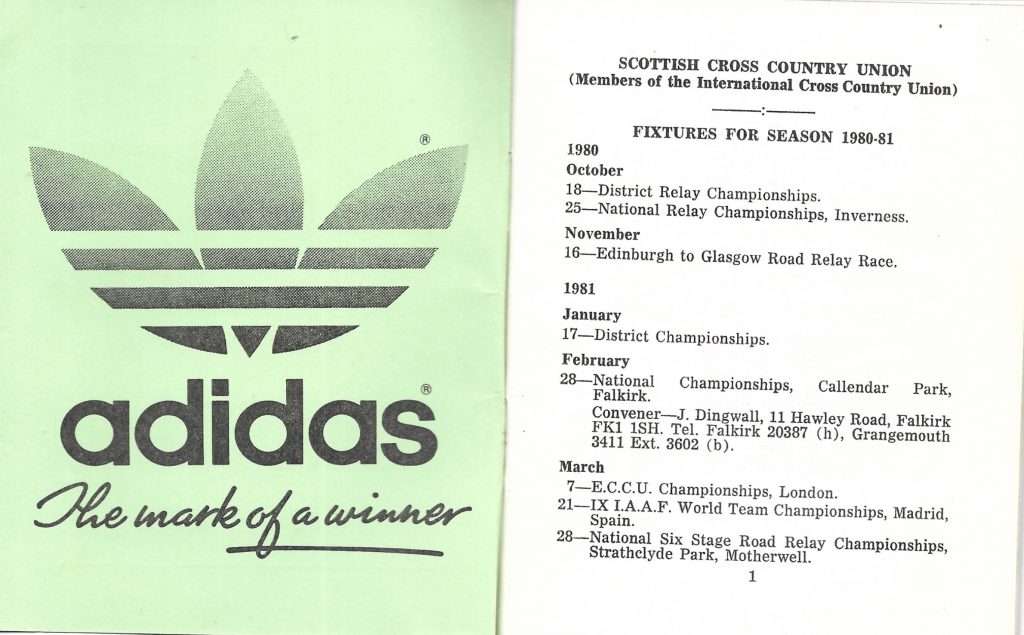 ®
adidas®
The mark of a winner
SCOTTISH CROSS COUNTRY UNION
(Members of the International Cross Country Union)
———:———
FIXTURES FOR SEASON 1980-81
1980
October
18—District Relay Championships.
25—National Relay Championships, Inverness.
November
16—Edinburgh to Glasgow Road Relay Race.
1981
January
17—District Championships.
February
28—National Championships, Callendar Park,
Falkirk.
Convener—J. Dingwall, 11 Hawley Road, Falkirk
FK1 1SH. Tel. Falkirk 20387 (h), Grangemouth
3411 Ext. 3602 (b).
March
7—E.C.C.U. Championships, London.
21—IX I.A.A.F. World Team Championships, Madrid,
Spain.
28—National Six Stage Road Relay Championships,
Strathclyde Park, Motherwell.
1